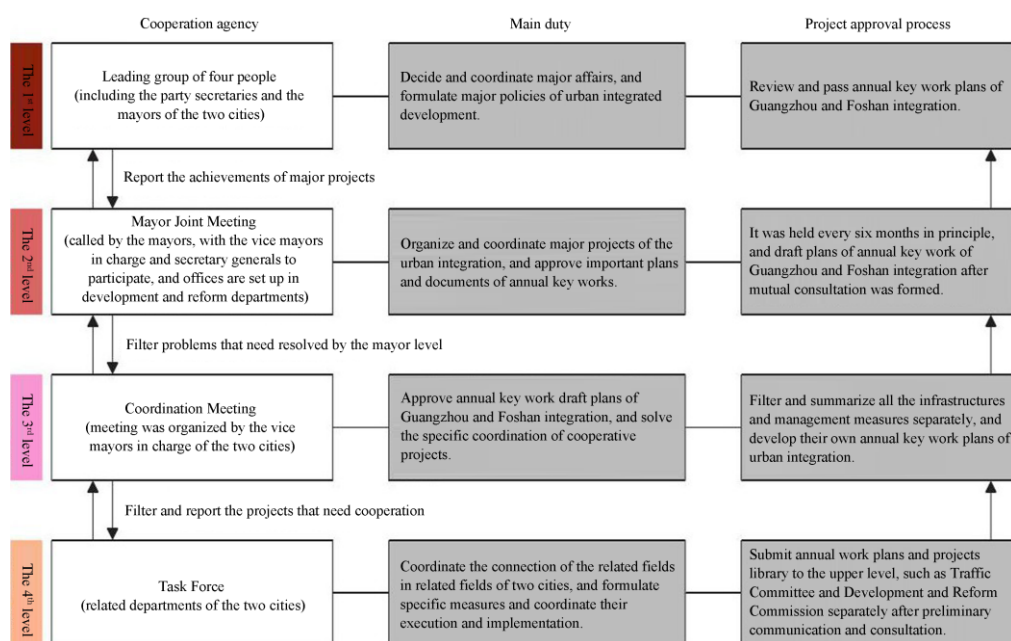 Cooperation agency
Main duty
Project approval process
The 1st level
Leading group of four people
(including the party secretaries and the
mayors of the two cities)
Decide and coordinate major affairs, and
formulate major policies of urban integrated
development.
Review and pass annual key work plans of
Guangzhou and Foshan integration.
Report the achievements of major projects
The 2nd level
Mayor Joint Meeting
(called by the mayors, with the vice mayors
in charge and secretary generals to
participate, and offices are set up in
development and reform departments)
Organize and coordinate major projects of the
urban integration, and approve important plans
and documents of annual key works.
It was held every six months in principle,
and draft plans of annual key work of
Guangzhou and Foshan integration after
mutual consultation was formed.
Filter problems that need resolved by the mayor level
The 3rd level
Coordination Meeting
(meeting was organized by the vice
mayors in charge of the two cities)
Approve annual key work draft plans of
Guangzhou and Foshan integration, and solve
the specific coordination of cooperative
projects.
Filter and summarize all the infrastructures
and management measures separately, and
develop their own annual key work plans of
urban integration.
Filter and report the projects that need cooperation
The 4th level
Task Force
(related departments of the two cities)
Coordinate the connection of the related fields
in related fields of two cities, and formulate
specific measures and coordinate their
execution and implementation.
Submit annual work plans and projects
library to the upper level, such as Traffic
Committee and Development and Reform
Commission separately after preliminary
communication and consultation.